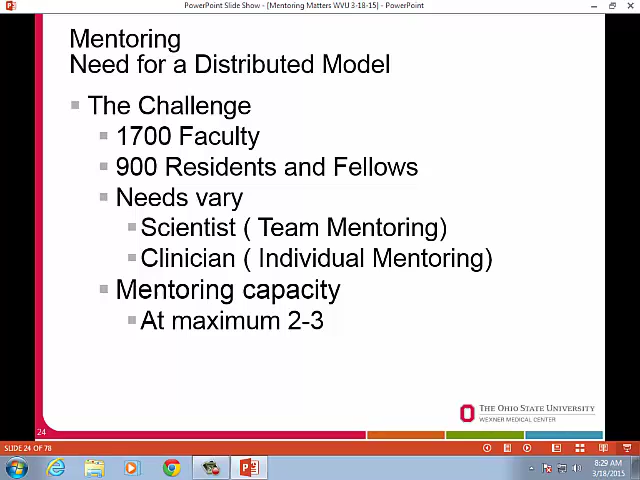 PowerPoint Slide Show - [Mentoring Matters WVU 3-18-15] - PowerPoint
Mentoring
Need for a Distributed Model
The Challenge
1700 Faculty
900 Residents and Fellows
Needs vary
Scientist ( Team Mentoring)
Clinician ( Individual Mentoring)
Mentoring capacity
At maximum 2-3
THE OHIO STATE UNIVERSITY
WEXNER MEDICAL CENTER
24
SLIDE 24 OF 78
8:29 AM
3/18/2015